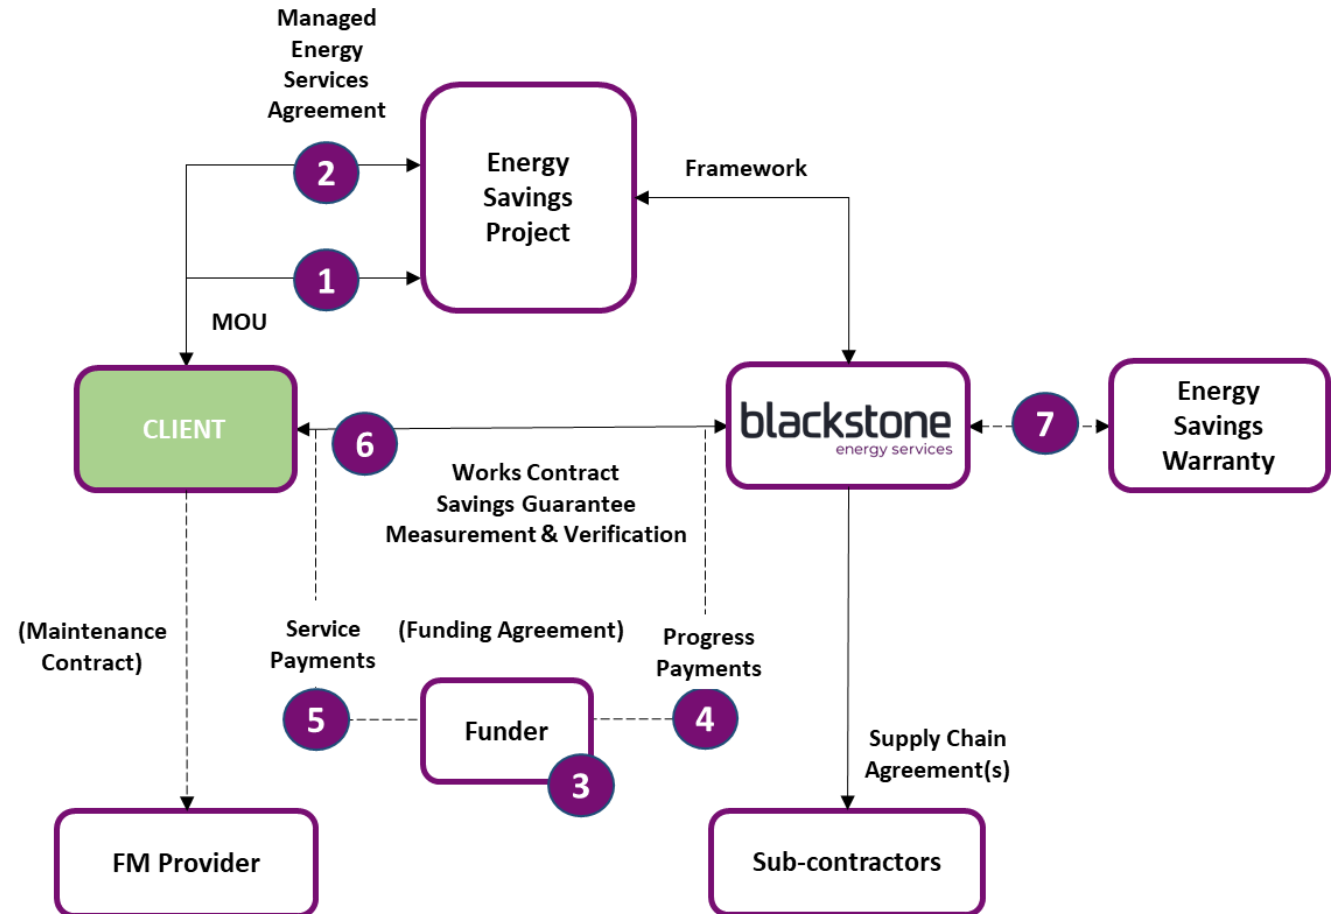 Managed
Energy
Services
Agreement
2
Energy
Savings
Project
Framework
1
MOU
CLIENT
6
blackstone
energy services
7
Energy
Savings
Warranty
Works Contract
Savings Guarantee
Measurement & Verification
(Maintenance
Contract)
Service
Payments
(Funding Agreement)
Progress
Payments
5
Funder
4
3
Supply Chain
Agreement(s)
FM Provider
Sub-contractors